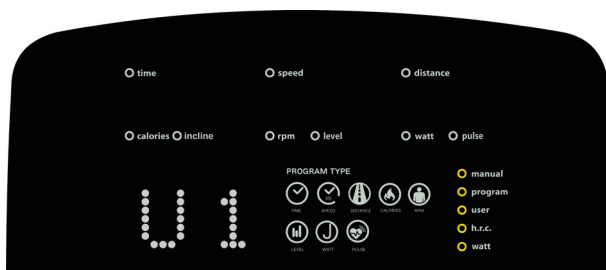 time speed distance
calories incline rpm level watt pulse
PROGRAM TYPE
TIME SPEED DISTANCE CALORIES RPM
LEVEL WATT PULSE
manual
program
user
h.r.c.
watt
U1